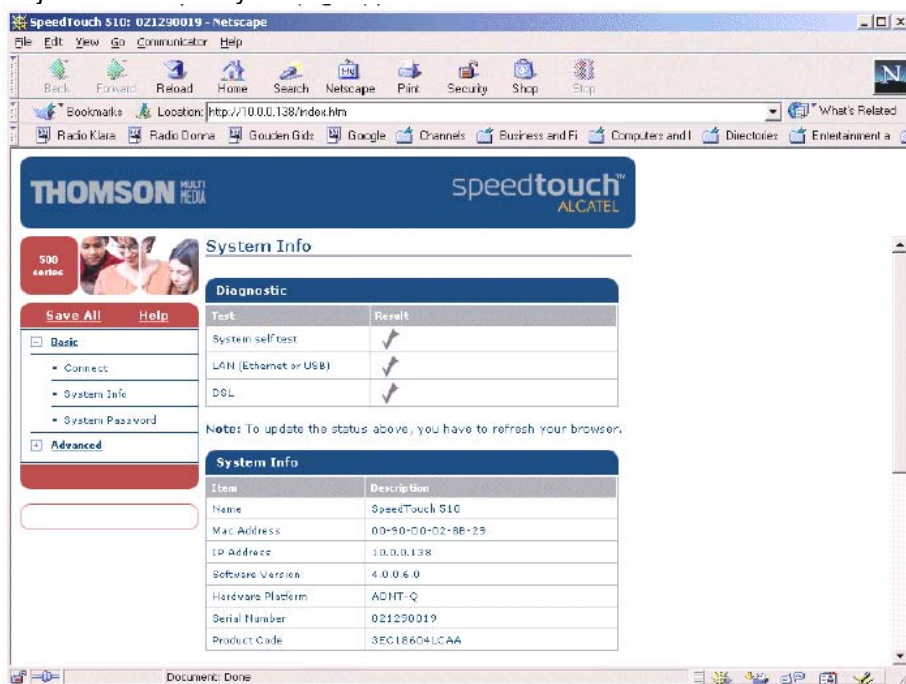 SpeedTouch 510: 021290019 - Netscape
File Edit View Go Communicator Help
Back Forward Reload Home Search Netscape Print Security Shop Stop
Bookmarks Location: http://10.0.0.138/index.htm What's Related
Radio Klara Radio Donna Gouden Gids Google Channels Business and Fi Computers and I Directories Entertainment a
THOMSON MULTI MEDIA
speedtouch™
ALCATEL
500 series
System Info
Save All Help
Basic
Connect
System Info
System Password
Advanced
Diagnostic
Test Result
System self test
LAN (Ethernet or USB)
DSL
Note: To update the status above, you have to refresh your browser.
System Info
Item Description
Name SpeedTouch 510
Mac Address 00-90-D0-02-8B-29
IP Address 10.0.0.138
Software Version 4.0.0.6.0
Hardware Platform ADNT-Q
Serial Number 021290019
Product Code 3EC18604LCAA
Document: Done